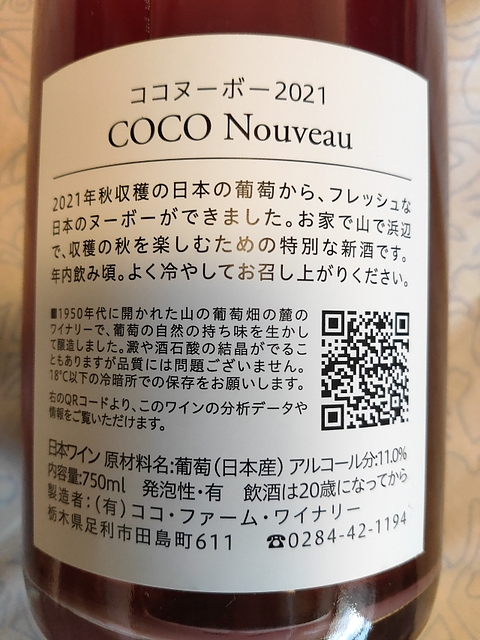 ココヌーボー2021
COCO Nouveau
2021年秋収穫の日本の葡萄から、フレッシュな
日本のヌーボーができました。お家で山で浜辺
で、収穫の秋を楽しむための特別な新酒です。
年内飲み頃。よく冷やしてお召し上がりください。
■1950年代に開かれた山の葡萄畑の麓の
ワイナリーで、葡萄の自然の持ち味を生かし
て醸造しました。澱や酒石酸の結晶がでるこ
ともありますが品質には問題ございません。
18℃以下の冷暗所での保存をお願いします。
右のQRコードより、このワインの分析データや
情報をご覧いただけます。
日本ワイン 原材料名:葡萄(日本産) アルコール分:11.0%
内容量:750ml 発泡性・有 飲酒は20歳になってから
製造者:(有)ココ・ファーム・ワイナリー
栃木県足利市田島町611 ☎0284-42-1194